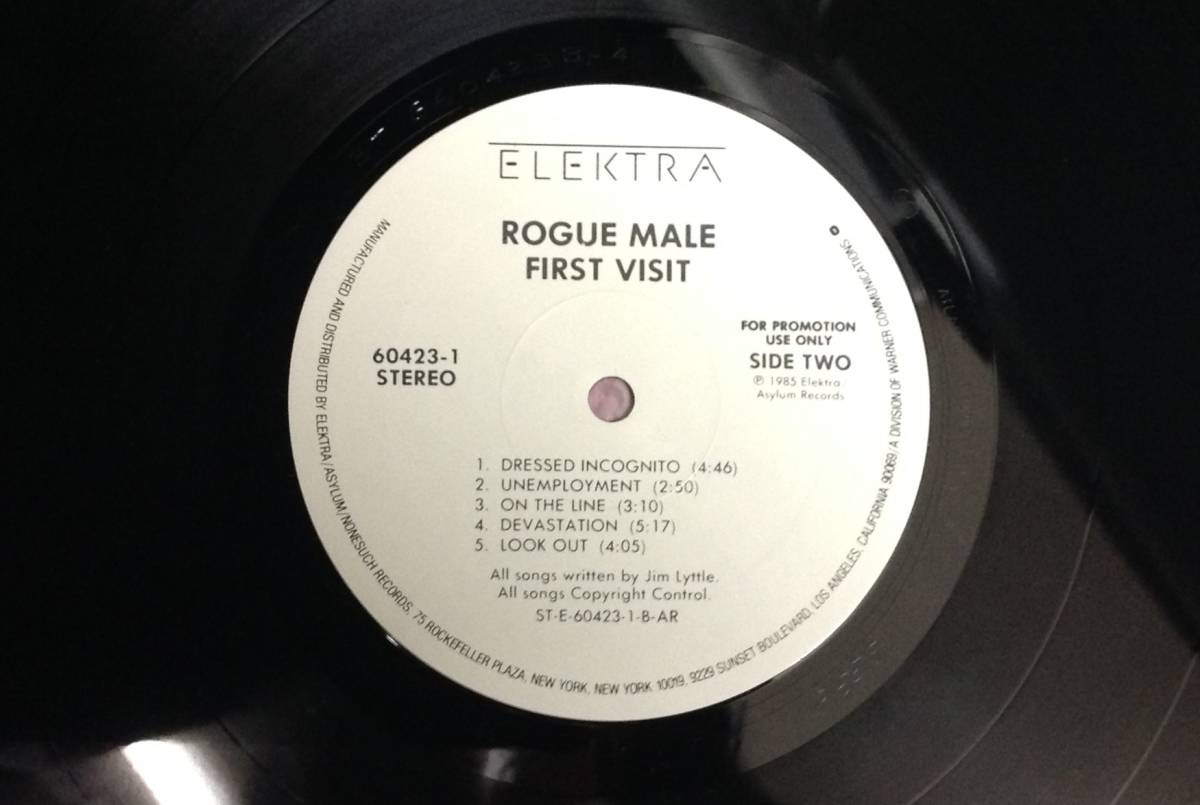 ELEKTRA
ROGUE MALE
FIRST VISIT
60423-1
STEREO
FOR PROMOTION
USE ONLY
SIDE TWO
℗ 1985 Elektra/
Asylum Records
1. DRESSED INCOGNITO (4:46)
2. UNEMPLOYMENT (2:50)
3. ON THE LINE (3:10)
4. DEVASTATION (5:17)
5. LOOK OUT (4:05)
All songs written by Jim Lyttle.
All songs Copyright Control.
ST-E-60423-1-B-AR
MANUFACTURED AND DISTRIBUTED BY ELEKTRA/ASYLUM/NONESUCH RECORDS, 75 ROCKEFELLER PLAZA, NEW YORK, NEW YORK 10019, 9229 SUNSET BOULEVARD, LOS ANGELES, CALIFORNIA 90069/A DIVISION OF WARNER COMMUNICATIONS